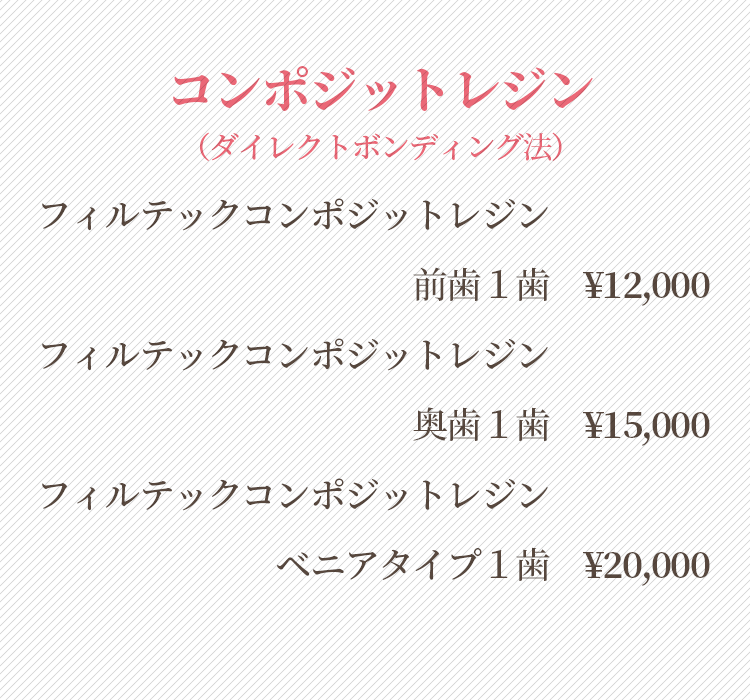 コンポジットレジン
（ダイレクトボンディング法）
フィルテックコンポジットレジン
前歯１歯　¥12,000
フィルテックコンポジットレジン
奥歯１歯　¥15,000
フィルテックコンポジットレジン
ベニアタイプ１歯　¥20,000